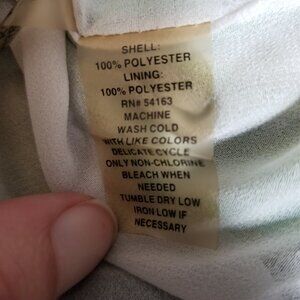 SHELL:
100% POLYESTER
LINING:
100% POLYESTER
RN# 54163
MACHINE
WASH COLD
WITH LIKE COLORS
DELICATE CYCLE
ONLY NON-CHLORINE
BLEACH WHEN
NEEDED
TUMBLE DRY LOW
IRON LOW IF
NECESSARY